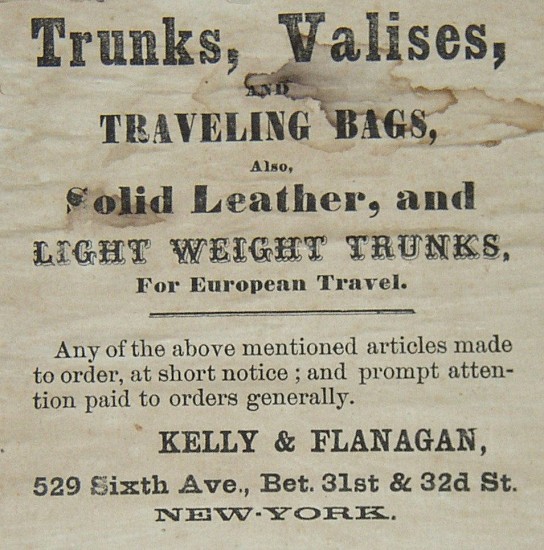 Trunks, Valises,
AND
TRAVELING BAGS,
Also,
Solid Leather, and
LIGHT WEIGHT TRUNKS,
For European Travel.
Any of the above mentioned articles made
to order, at short notice ; and prompt atten-
tion paid to orders generally.
KELLY & FLANAGAN,
529 Sixth Ave., Bet. 31st & 32d St.
NEW-YORK.